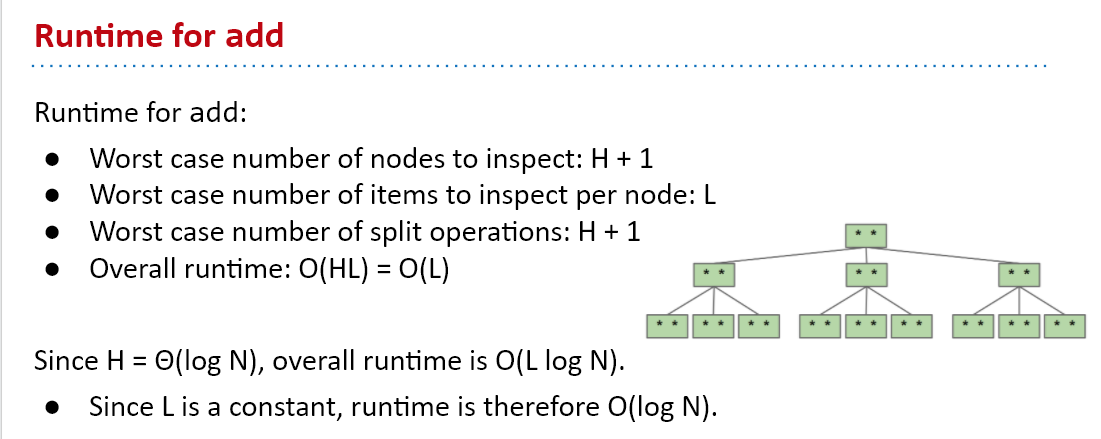 Runtime for add
Runtime for add:
● Worst case number of nodes to inspect: H + 1
● Worst case number of items to inspect per node: L
● Worst case number of split operations: H + 1
● Overall runtime: O(HL) = O(L)
* *
* * * * * *
* * * * * * * * * * * * * * * * * *
Since H = Θ(log N), overall runtime is O(L log N).
● Since L is a constant, runtime is therefore O(log N).